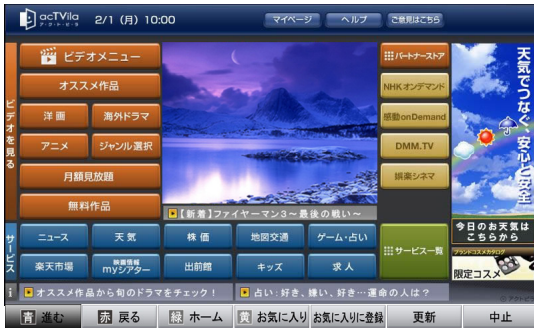 acTVila
ア・ク・ト・ビ・ラ
2/1 (月) 10:00
マイページ
ヘルプ
ご意見はこちら
ビデオを見る
ビデオメニュー
オススメ作品
洋画
海外ドラマ
アニメ
ジャンル選択
月額見放題
無料作品
【新着】ファイヤーマン3～最後の戦い～
パートナーストア
NHKオンデマンド
感動onDemand
DMM.TV
娯楽シネマ
天気でつなぐ 安心と安全
今日のお天気は
こちらから
サービス
ニュース
天気
株価
地図交通
ゲーム・占い
楽天市場
映画情報
myシアター
出前館
キッズ
求人
サービス一覧
ブランドコスメカタログ
限定コスメ
i
オススメ作品から旬のドラマをチェック!
占い:好き、嫌い、好き…運命の人は?
青 進む
赤 戻る
緑 ホーム
黄 お気に入り
お気に入りに登録
更新
中止